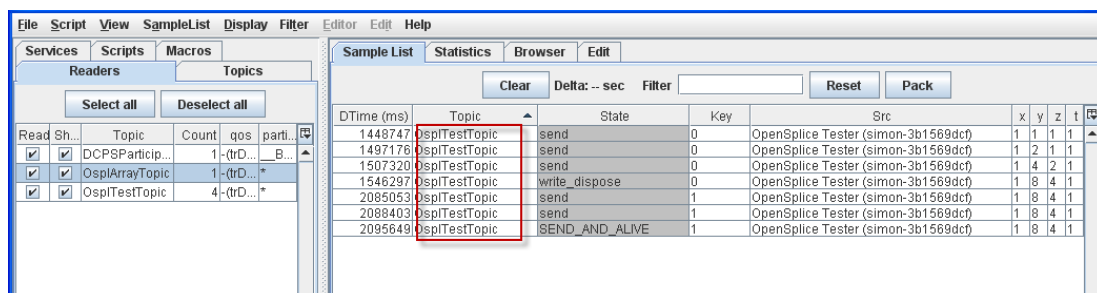 File Script View SampleList Display Filter Editor Edit Help
Services Scripts Macros
Readers Topics
Select all Deselect all
Read Sh... Topic Count qos parti...
DCPSParticip... 1 -(trD... __B...
OsplArrayTopic 1 -(trD... *
OsplTestTopic 4 -(trD... *
Sample List Statistics Browser Edit
Clear Delta: -- sec Filter Reset Pack
DTime (ms) Topic State Key Src x y z t
1448747 OsplTestTopic send 0 OpenSplice Tester (simon-3b1569dcf) 1 1 1 1
1497176 OsplTestTopic send 0 OpenSplice Tester (simon-3b1569dcf) 1 2 1 1
1507320 OsplTestTopic send 0 OpenSplice Tester (simon-3b1569dcf) 1 4 2 1
1546297 OsplTestTopic write_dispose 0 OpenSplice Tester (simon-3b1569dcf) 1 8 4 1
2085053 OsplTestTopic send 1 OpenSplice Tester (simon-3b1569dcf) 1 8 4 1
2088403 OsplTestTopic send 1 OpenSplice Tester (simon-3b1569dcf) 1 8 4 1
2095649 OsplTestTopic SEND_AND_ALIVE 1 OpenSplice Tester (simon-3b1569dcf) 1 8 4 1